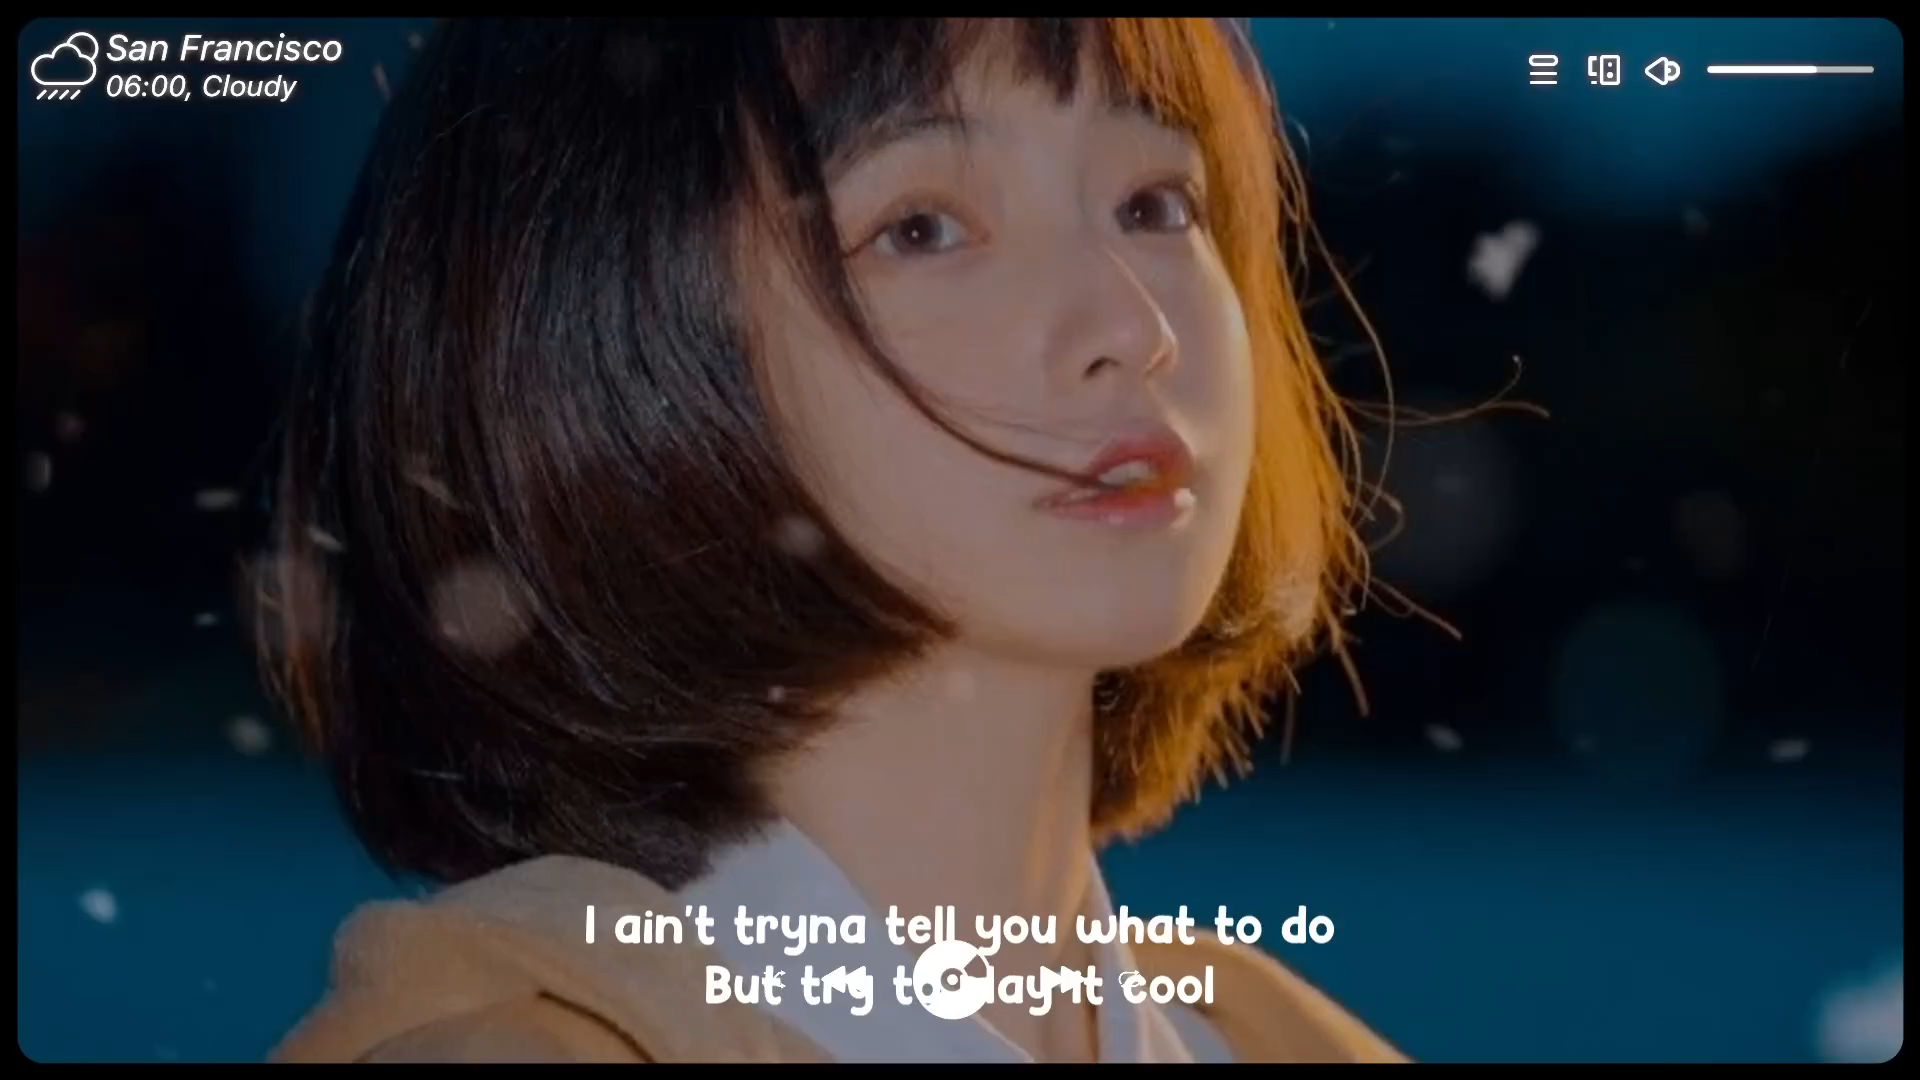 San Francisco
06:00, Cloudy
I ain't tryna tell you what to do
But try to play it cool